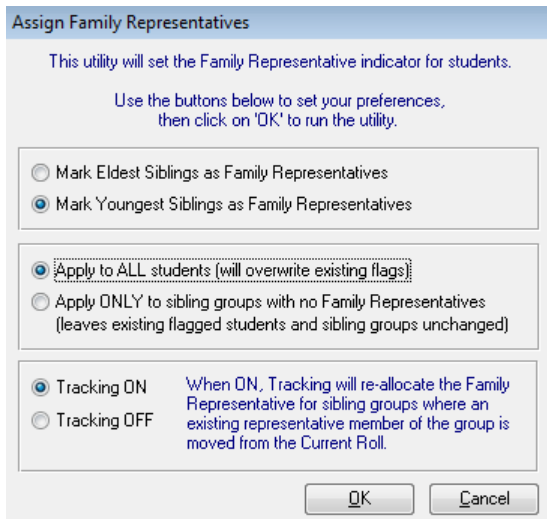 Assign Family Representatives
This utility will set the Family Representative indicator for students.
Use the buttons below to set your preferences,
then click on 'OK' to run the utility.
Mark Eldest Siblings as Family Representatives
Mark Youngest Siblings as Family Representatives
Apply to ALL students (will overwrite existing flags)
Apply ONLY to sibling groups with no Family Representatives
(leaves existing flagged students and sibling groups unchanged)
Tracking ON
Tracking OFF
When ON, Tracking will re-allocate the Family
Representative for sibling groups where an
existing representative member of the group is
moved from the Current Roll.
OK
Cancel